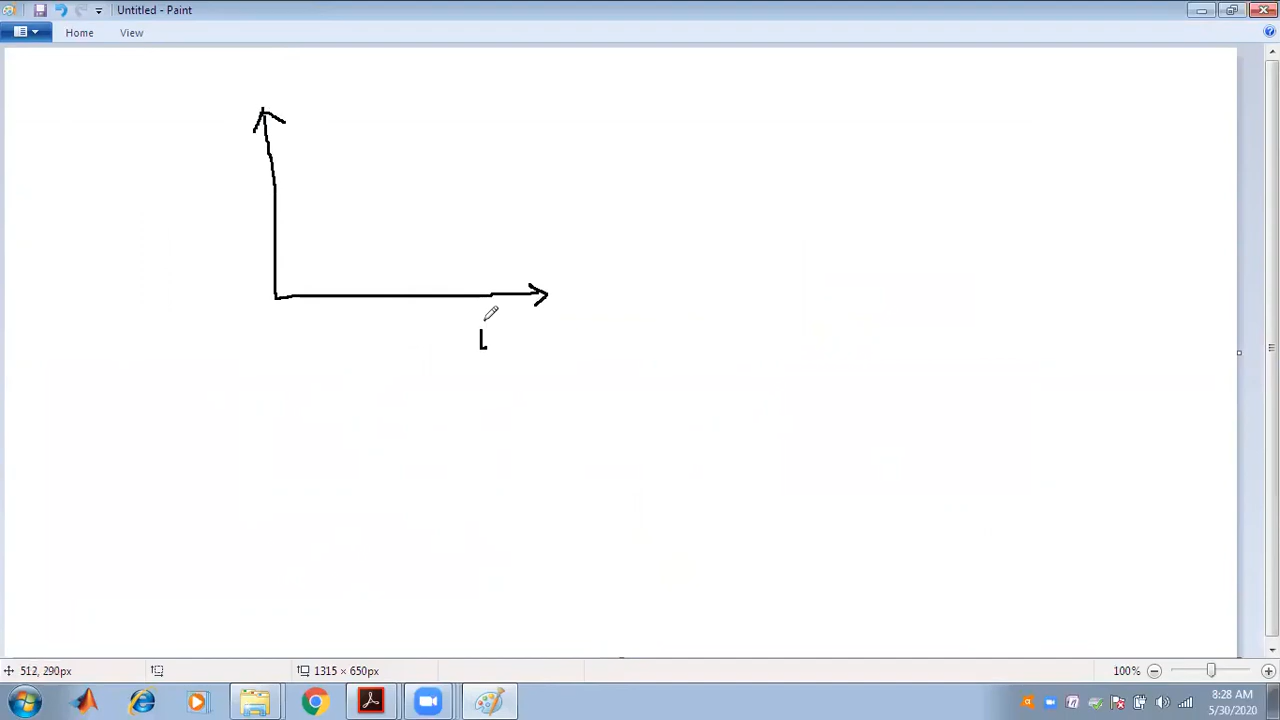 Untitled - Paint
Home View
L
512, 290px
1315 × 650px
100%
8:28 AM
5/30/2020